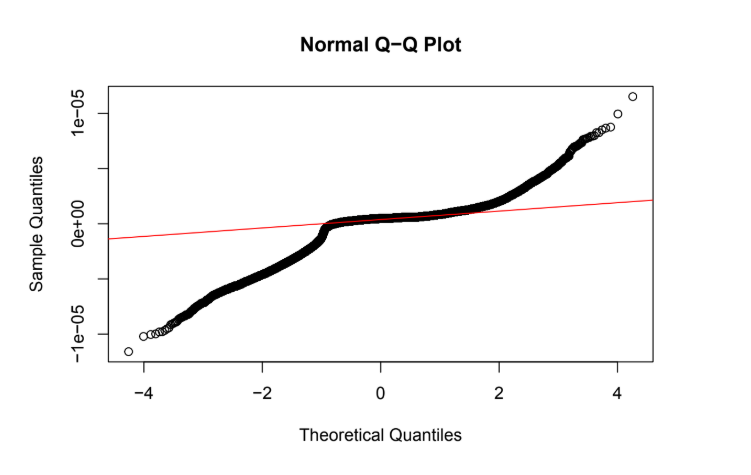 Normal Q−Q Plot
1e−05
0e+00
−1e−05
Sample Quantiles
−4
−2
0
2
4
Theoretical Quantiles